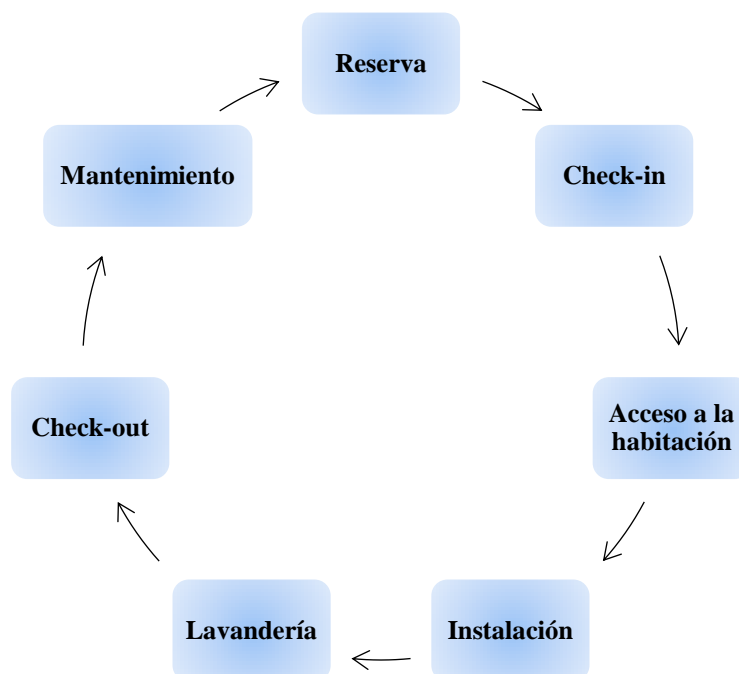 Reserva
Check-in
Acceso a la
habitación
Instalación
Lavandería
Check-out
Mantenimiento